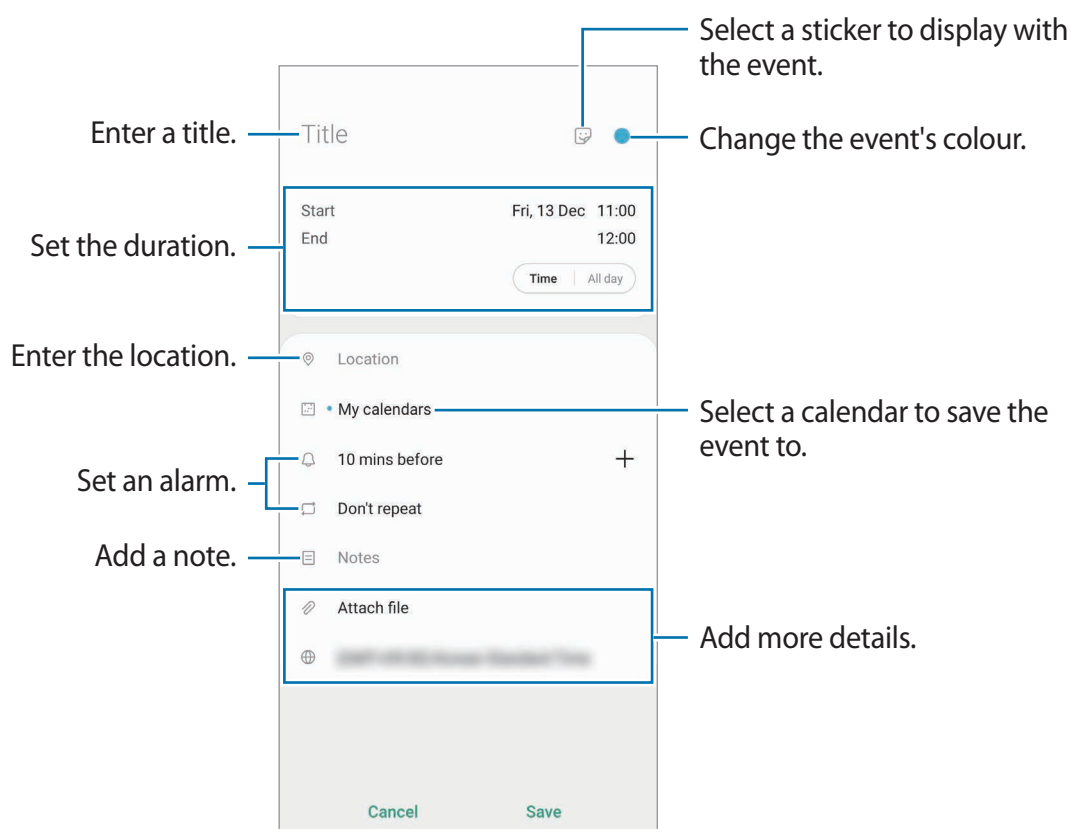 Select a sticker to display with
the event.
Enter a title.
Title
Change the event's colour.
Start
Fri, 13 Dec 11:00
Set the duration.
End
12:00
Time | All day
Enter the location.
Location
My calendars
Select a calendar to save the
event to.
10 mins before
Set an alarm.
Don't repeat
Add a note.
Notes
Attach file
Add more details.
Cancel
Save